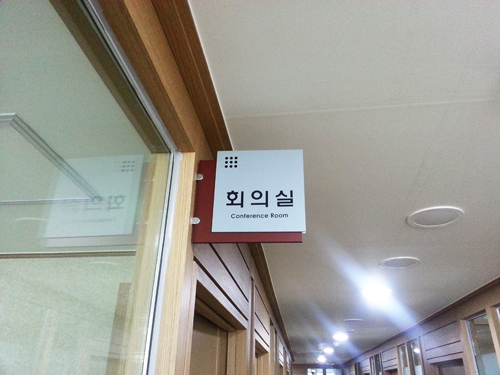 회의실
Conference Room